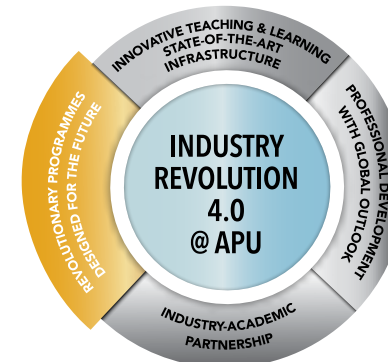 INNOVATIVE TEACHING & LEARNING
STATE-OF-THE-ART
INFRASTRUCTURE
PROFESSIONAL DEVELOPMENT
WITH GLOBAL OUTLOOK
INDUSTRY
REVOLUTION
4.0
@ APU
REVOLUTIONARY PROGRAMMES
DESIGNED FOR THE FUTURE
INDUSTRY-ACADEMIC
PARTNERSHIP